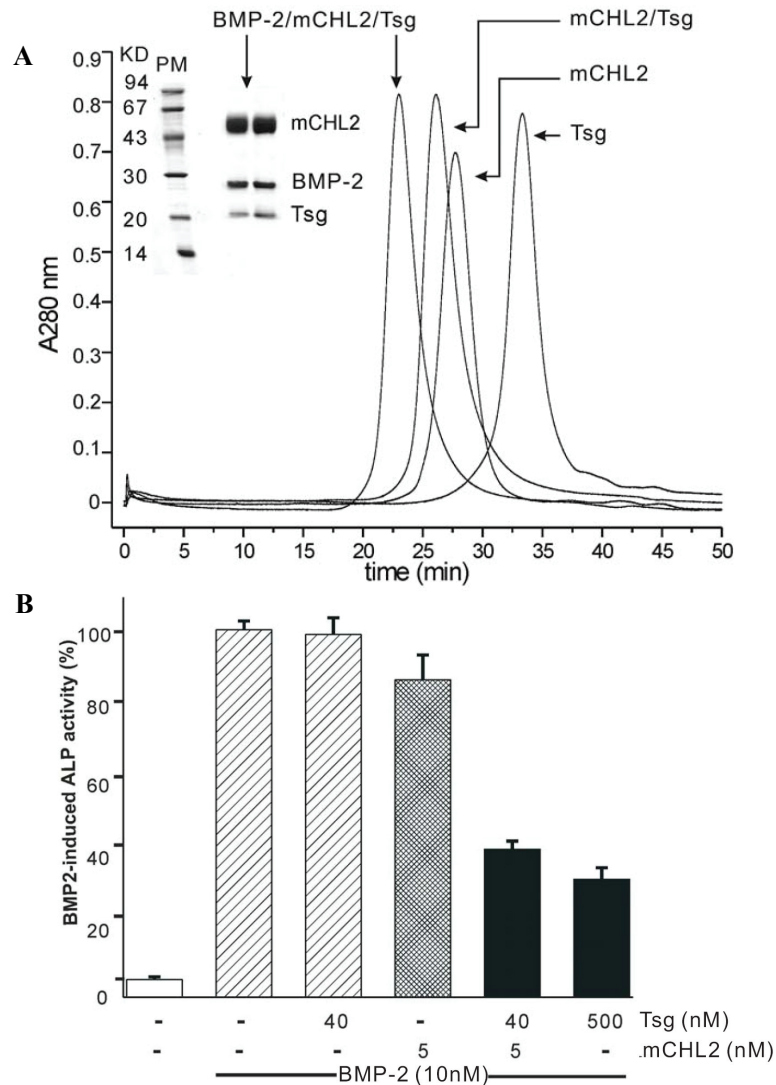 A
BMP-2/mCHL2/Tsg
mCHL2/Tsg
mCHL2
Tsg
KD PM
94
67
43
30
20
14
mCHL2
BMP-2
Tsg
A280 nm
0.9
0.8
0.7
0.6
0.5
0.4
0.3
0.2
0.1
0
0 5 10 15 20 25 30 35 40 45 50
time (min)
B
BMP2-induced ALP activity (%)
100
80
60
40
20
0
- - 40 - 40 500 Tsg (nM)
- - - 5 5 - .mCHL2 (nM)
BMP-2 (10nM)